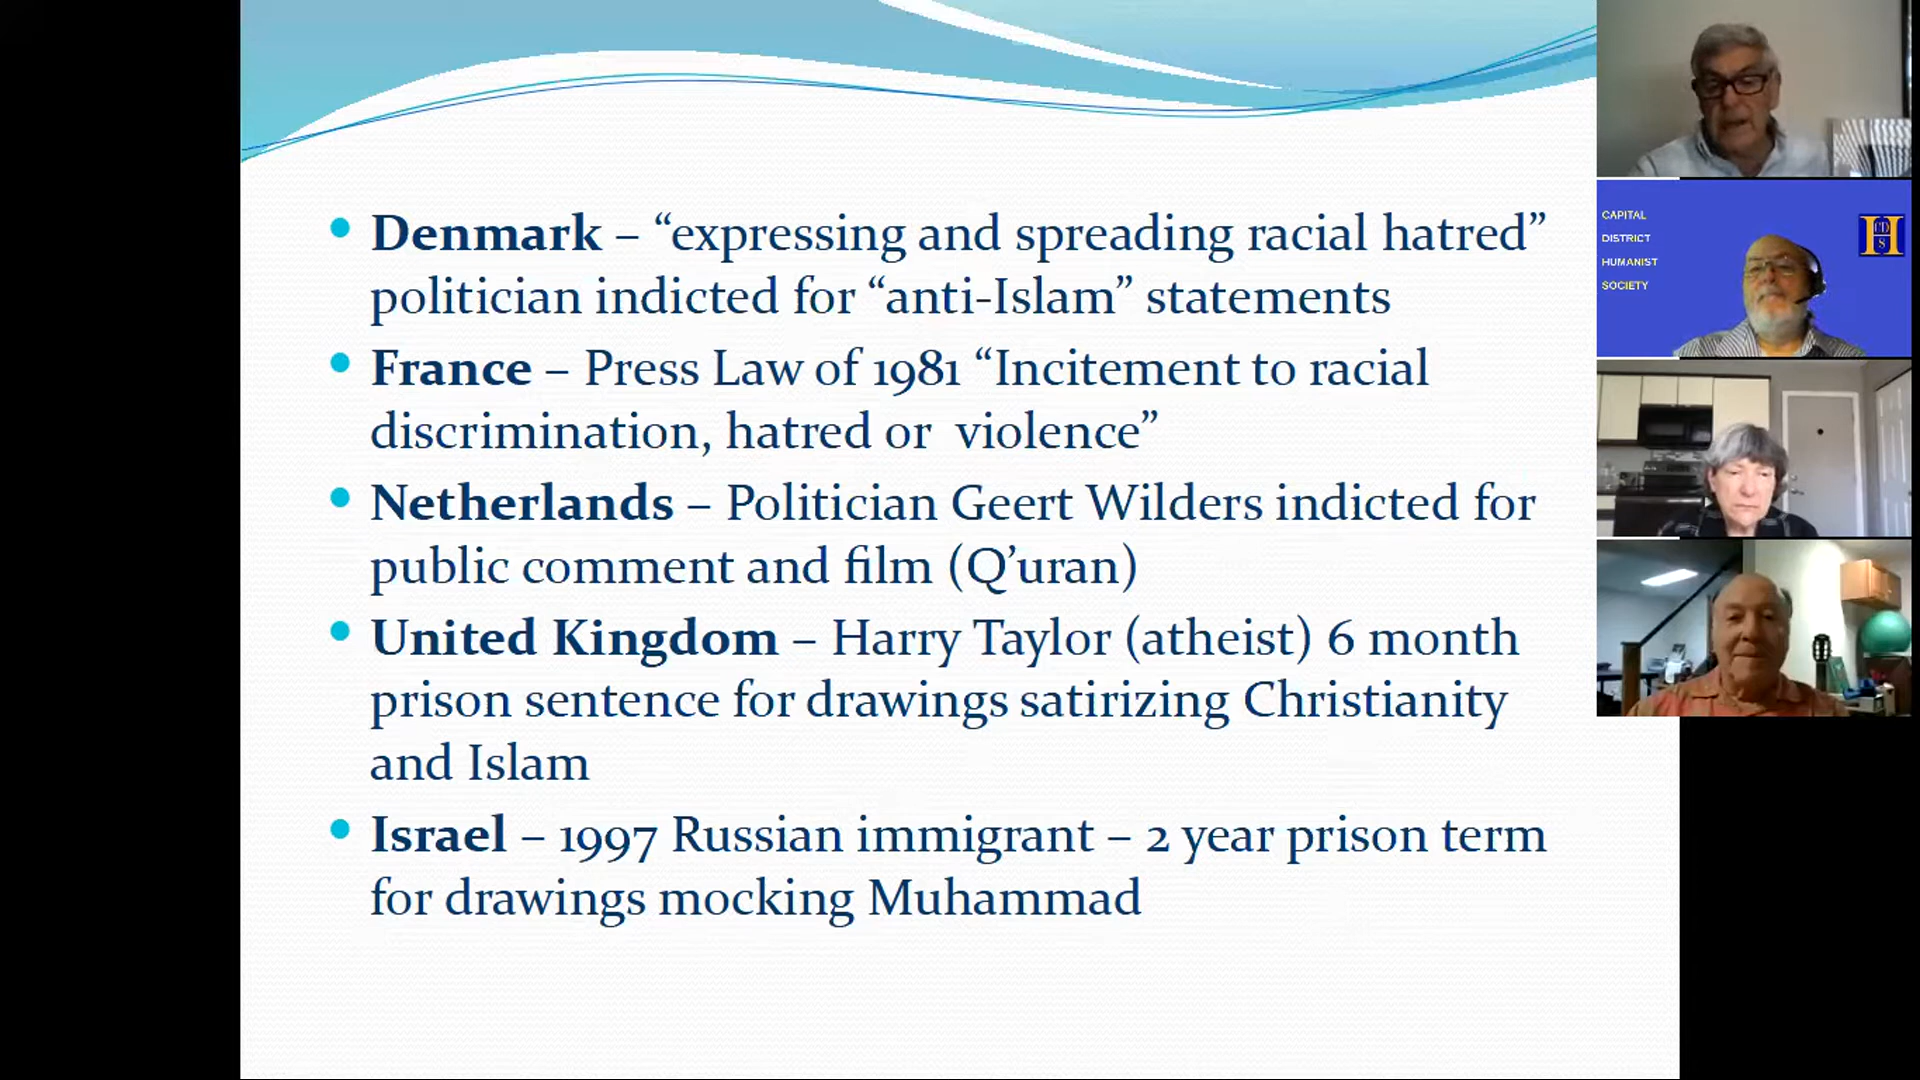 • Denmark – “expressing and spreading racial hatred”
politician indicted for “anti-Islam” statements
• France – Press Law of 1981 “Incitement to racial
discrimination, hatred or  violence”
• Netherlands – Politician Geert Wilders indicted for
public comment and film (Q’uran)
• United Kingdom – Harry Taylor (atheist) 6 month
prison sentence for drawings satirizing Christianity
and Islam
• Israel – 1997 Russian immigrant – 2 year prison term
for drawings mocking Muhammad
CAPITAL
DISTRICT
HUMANIST
SOCIETY
H
CD
S